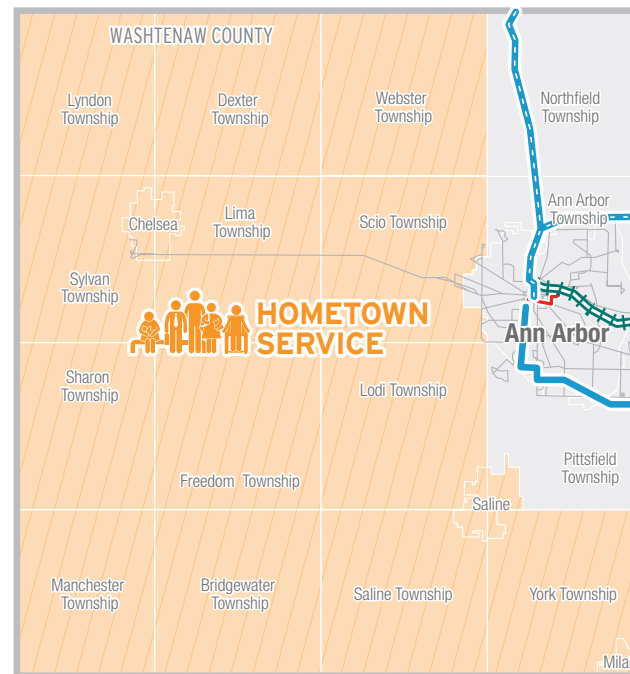 WASHTENAW COUNTY
Lyndon
Township
Dexter
Township
Webster
Township
Northfield
Township
Chelsea
Lima
Township
Scio Township
Ann Arbor
Township
Sylvan
Township
HOMETOWN
SERVICE
Ann Arbor
Sharon
Township
Lodi Township
Freedom Township
Pittsfield
Township
Saline
Manchester
Township
Bridgewater
Township
Saline Township
York Township
Mila